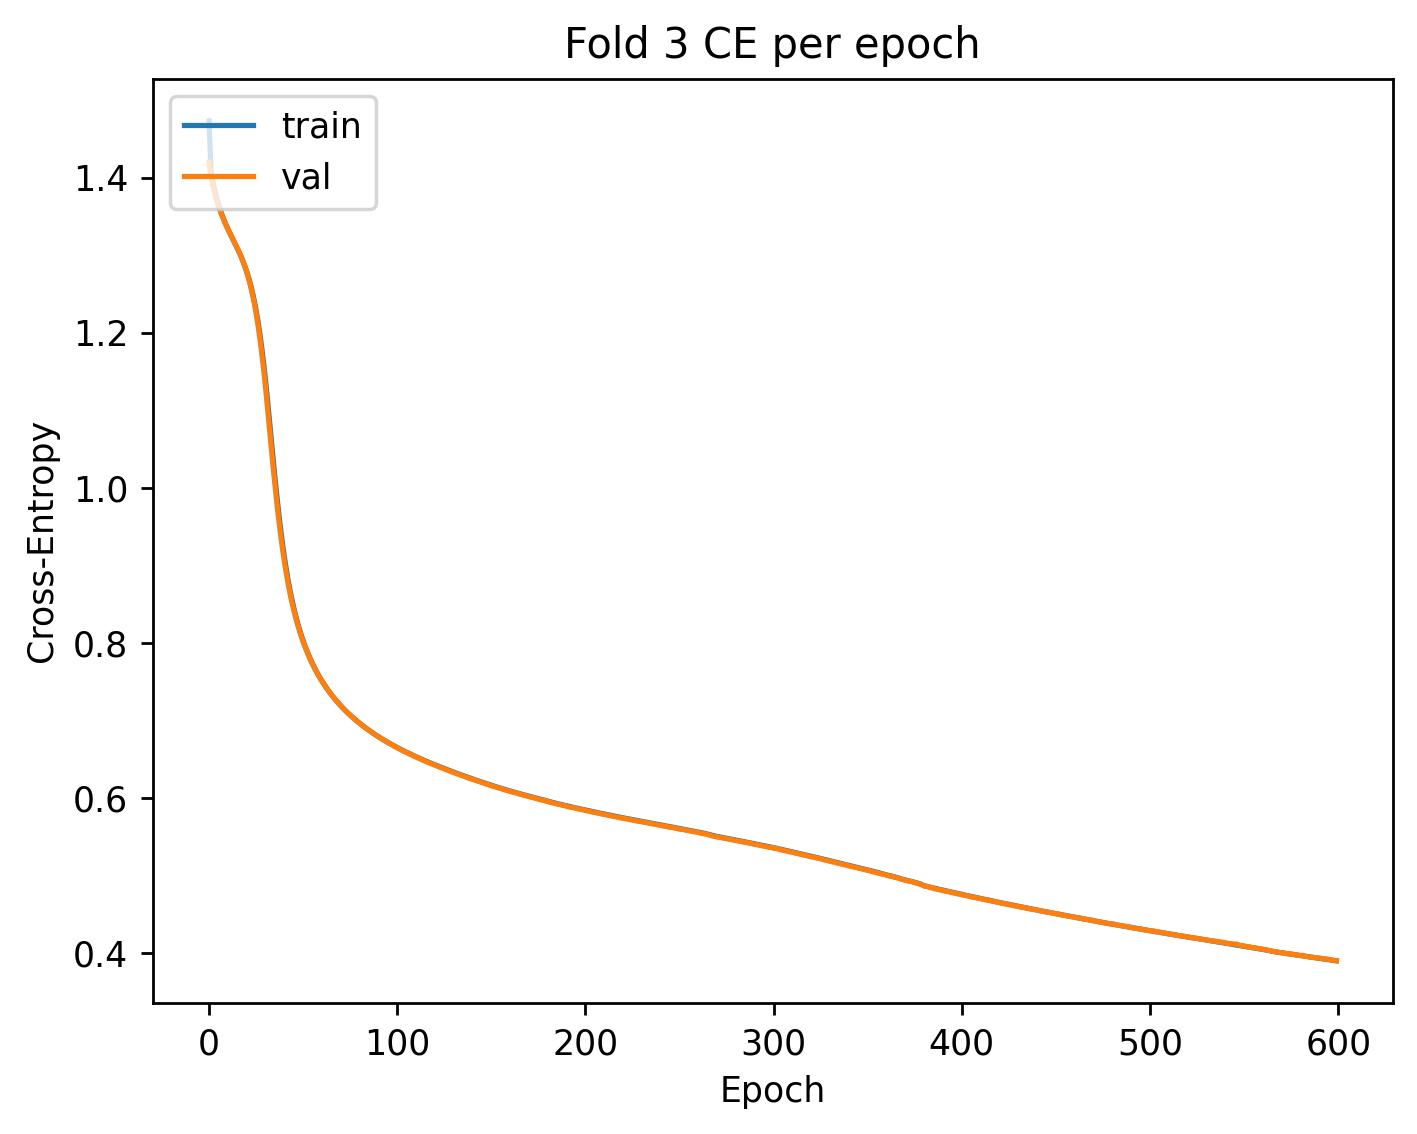 Fold 3 CE per epoch
train
val
1.4
1.2
1.0
0.8
0.6
0.4
Cross-Entropy
0 100 200 300 400 500 600
Epoch